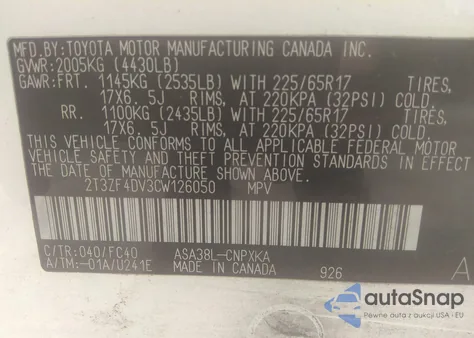 MFD.BY:TOYOTA MOTOR MANUFACTURING CANADA INC.
GVWR:2005KG (4430LB)
GAWR:FRT. 1145KG (2535LB) WITH 225/65R17 TIRES,
17X6. 5J RIMS, AT 220KPA (32PSI) COLD.
RR. 1100KG (2435LB) WITH 225/65R17 TIRES,
17X6. 5J RIMS, AT 220KPA (32PSI) COLD.
THIS VEHICLE CONFORMS TO ALL APPLICABLE FEDERAL MOTOR
VEHICLE SAFETY AND THEFT PREVENTION STANDARDS IN EFFECT
THE DATE OF MANUFACTURE SHOWN ABOVE.
2T3ZF4DV3CW126050 MPV
C/TR:040/FC40 ASA38L-CNPXKA
A/TM:-01A/U241E MADE IN CANADA 926 A
autoSnap
Pojazdy z aukcji USA i EU